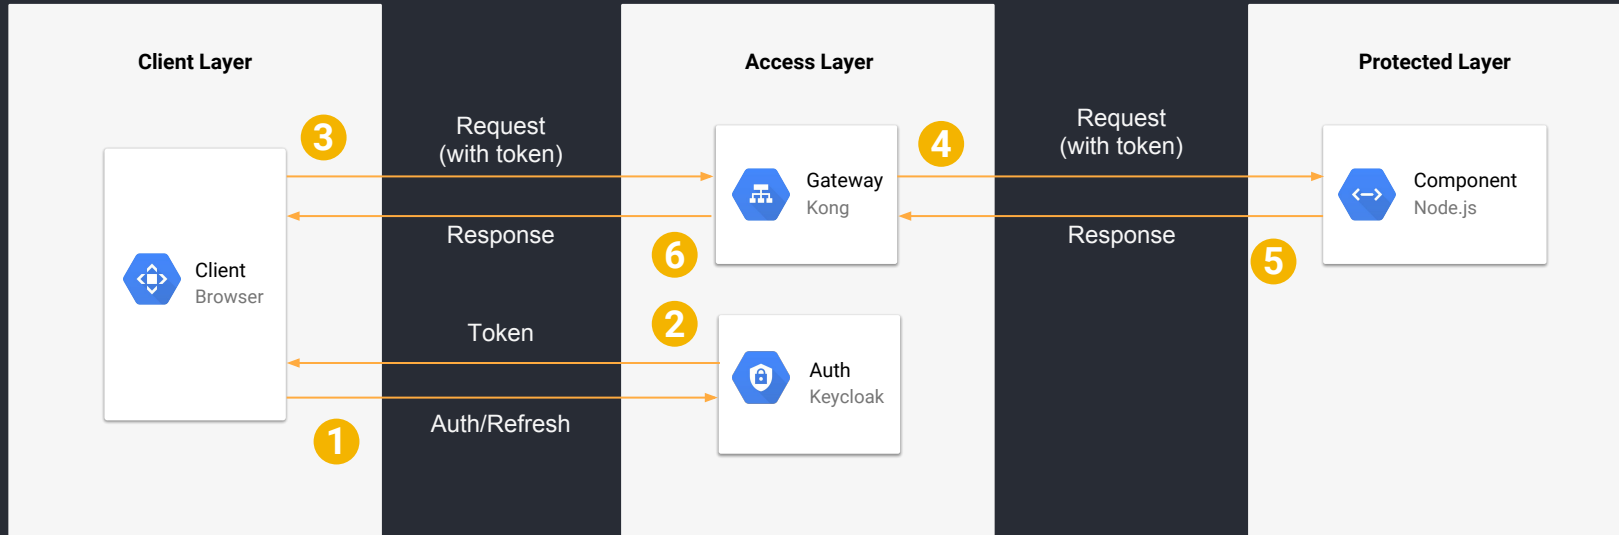 Client Layer
Access Layer
Protected Layer
3
Request
(with token)
4
Request
(with token)
Gateway
Kong
Component
Node.js
Response
6
Response
5
Client
Browser
Token
2
Auth
Keycloak
1
Auth/Refresh